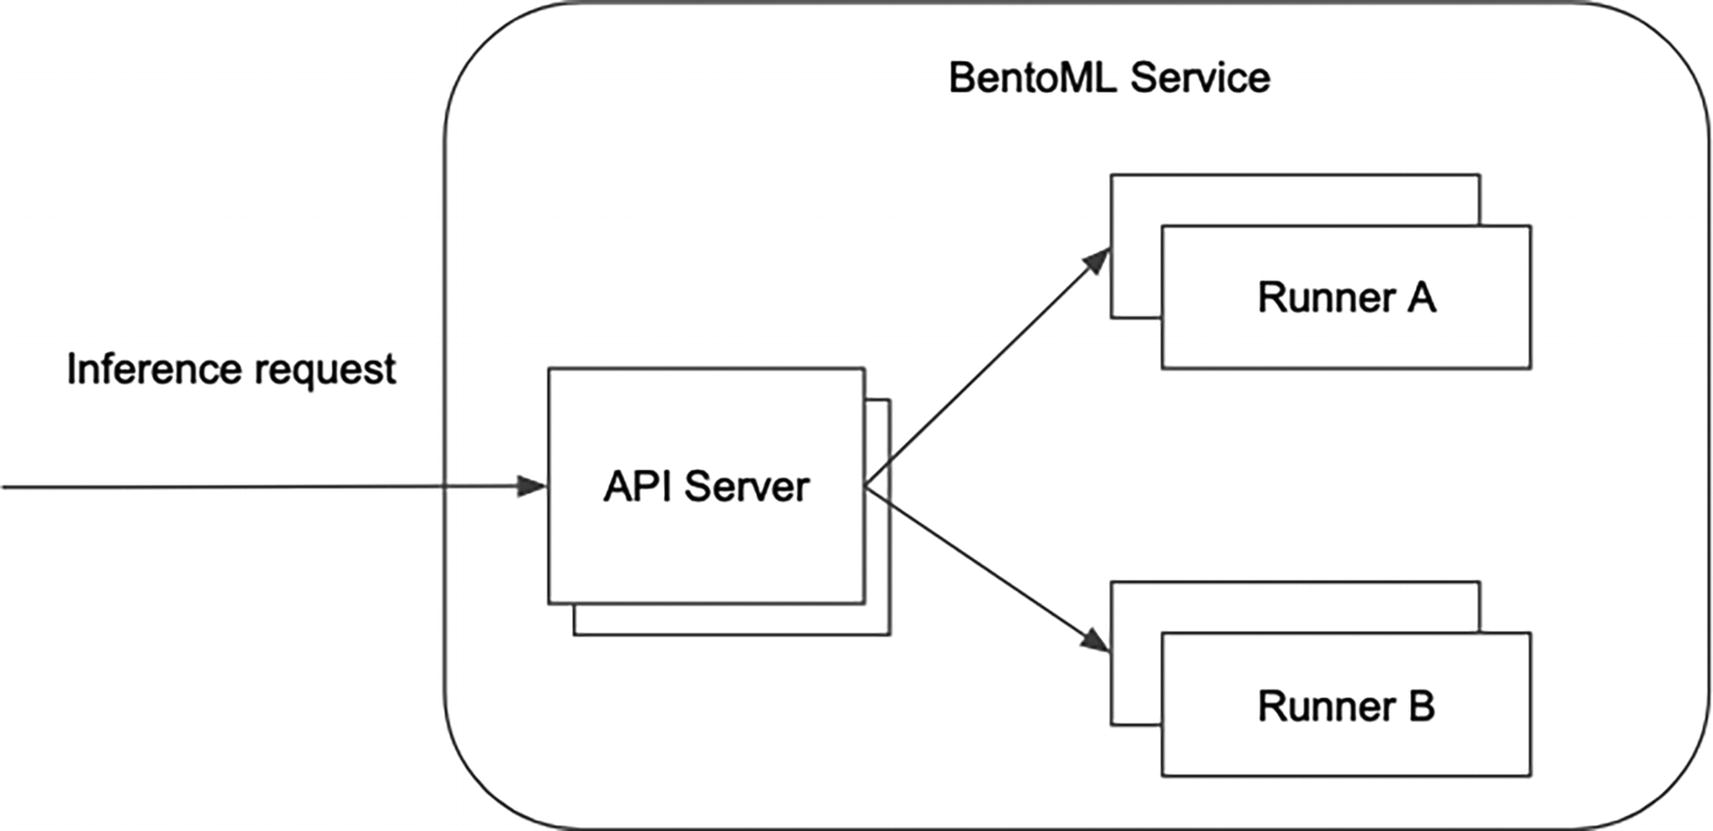 BentoML Service
Runner A
Inference request
API Server
Runner B